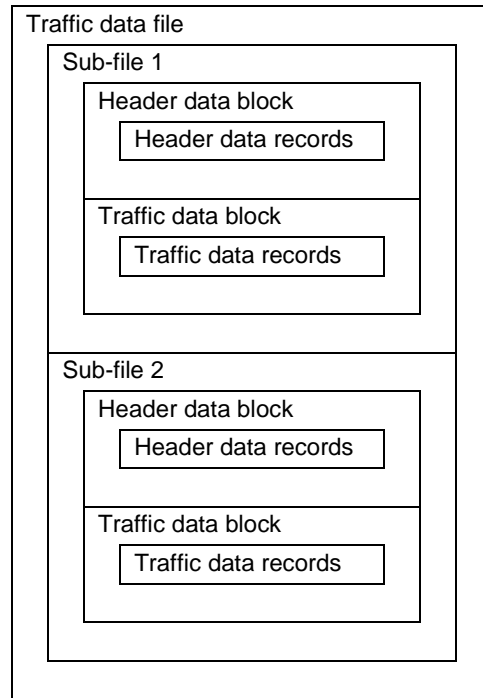 Traffic data file
Sub-file 1
Header data block
Header data records
Traffic data block
Traffic data records
Sub-file 2
Header data block
Header data records
Traffic data block
Traffic data records